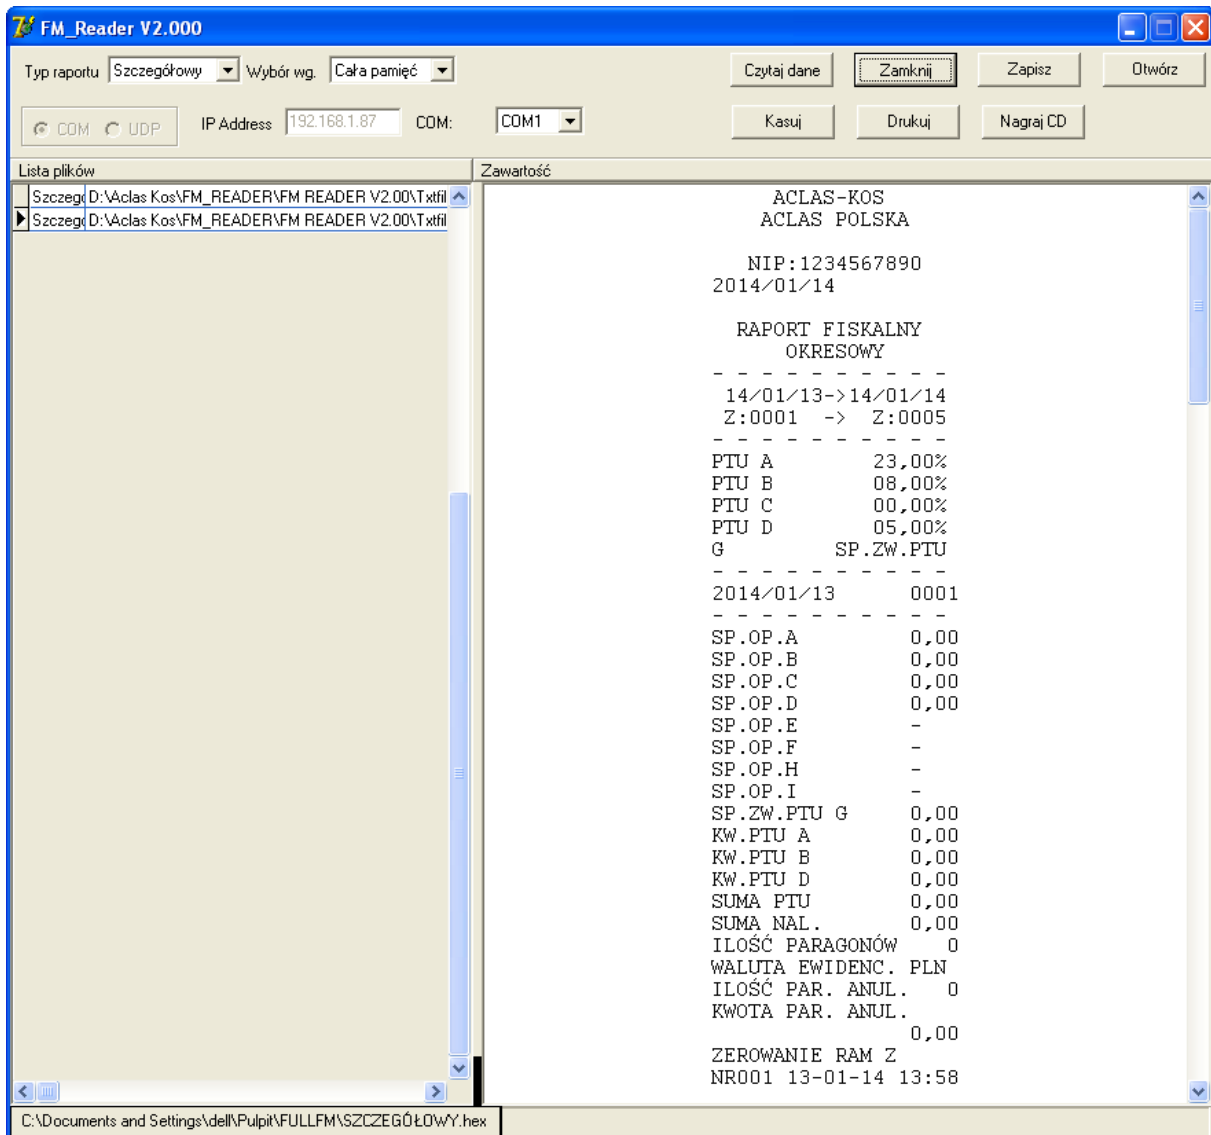 FM_Reader V2.000
Typ raportu Szczegółowy Wybór wg. Cała pamięć Czytaj dane Zamknij Zapisz Otwórz
COM UDP IP Address 192.168.1.87 COM: COM1 Kasuj Drukuj Nagraj CD
Lista plików Zawartość
Szczegó D:\Aclas Kos\FM_READER\FM READER V2.00\Txtfil
Szczegó D:\Aclas Kos\FM_READER\FM READER V2.00\Txtfil
ACLAS-KOS
ACLAS POLSKA
NIP:1234567890
2014/01/14
RAPORT FISKALNY
OKRESOWY
- - - - - - - - - -
14/01/13->14/01/14
Z:0001 -> Z:0005
- - - - - - - - - -
PTU A 23,00%
PTU B 08,00%
PTU C 00,00%
PTU D 05,00%
G SP.ZW.PTU
- - - - - - - - - -
2014/01/13 0001
- - - - - - - - - -
SP.OP.A 0,00
SP.OP.B 0,00
SP.OP.C 0,00
SP.OP.D 0,00
SP.OP.E -
SP.OP.F -
SP.OP.H -
SP.OP.I -
SP.ZW.PTU G 0,00
KW.PTU A 0,00
KW.PTU B 0,00
KW.PTU D 0,00
SUMA PTU 0,00
SUMA NAL. 0,00
ILOŚĆ PARAGONÓW 0
WALUTA EWIDENC. PLN
ILOŚĆ PAR. ANUL. 0
KWOTA PAR. ANUL.
0,00
ZEROWANIE RAM Z
NR001 13-01-14 13:58
C:\Documents and Settings\dell\Pulpit\FULLFM\SZCZEGÓŁOWY.hex